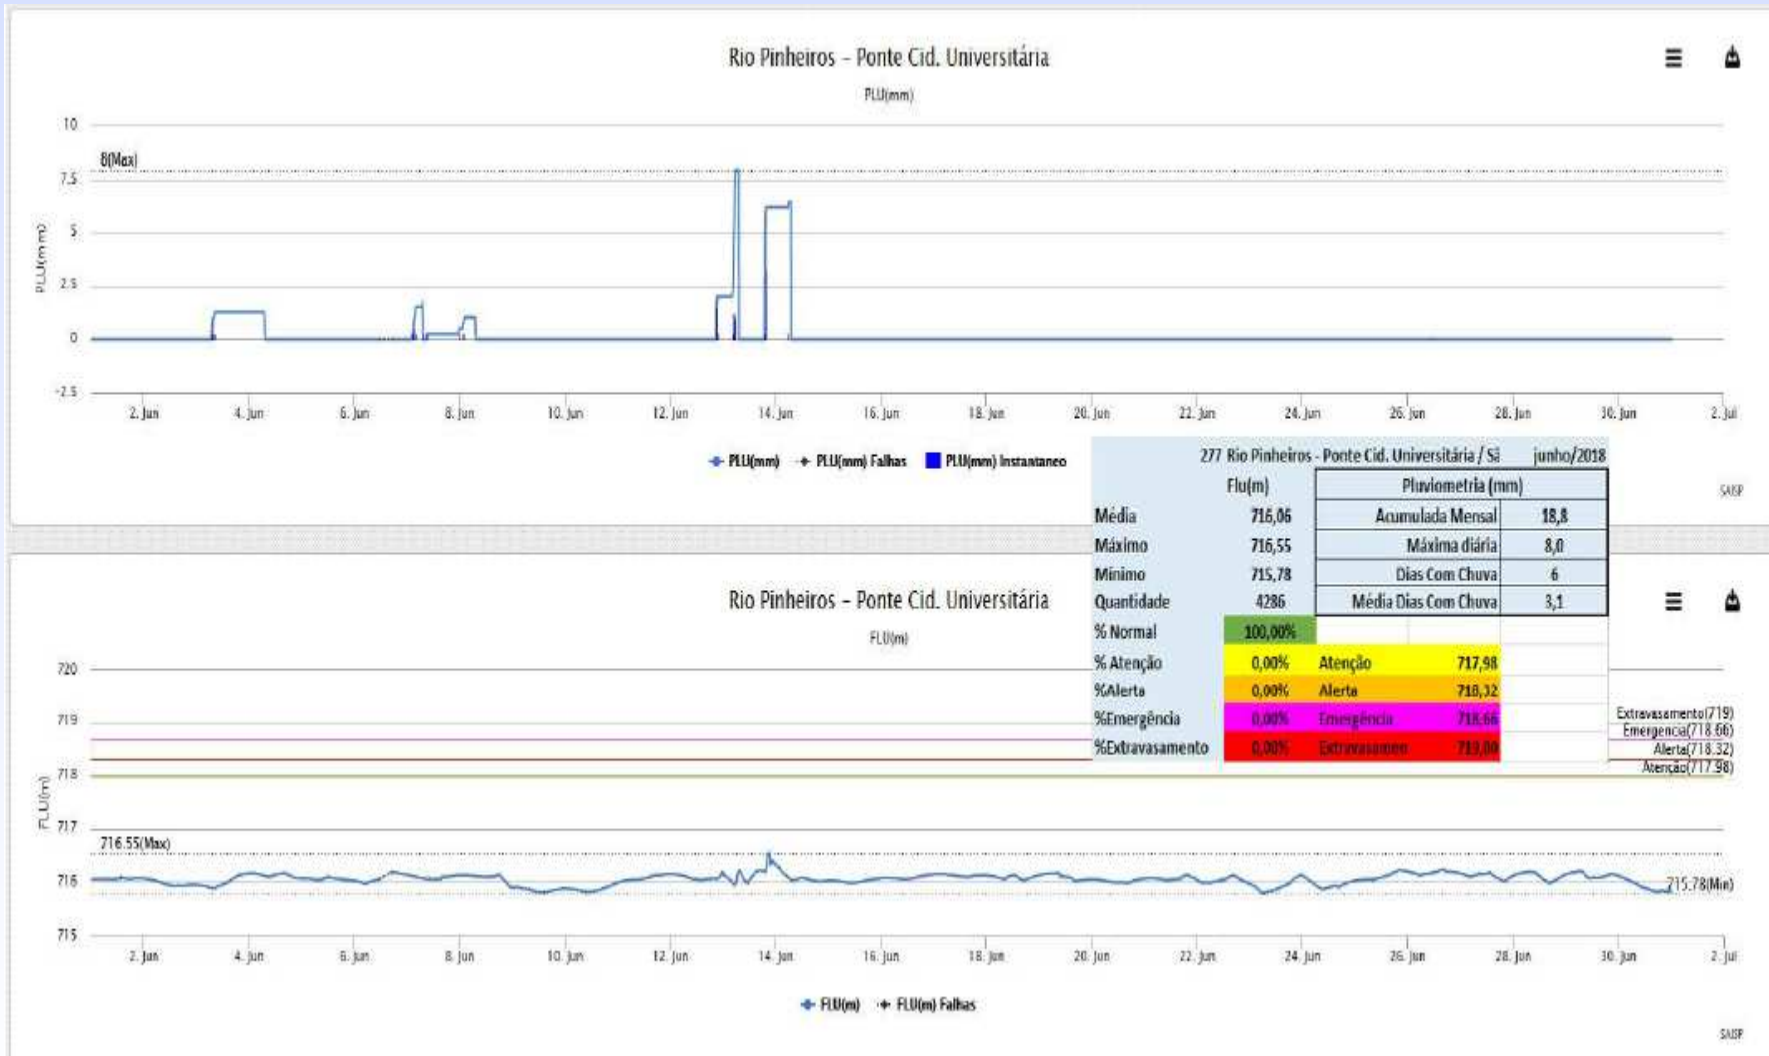 Rio Pinheiros – Ponte Cid. Universitária
PLU(mm)
10
8(Max)
7.5
5
2.5
0
-2.5
PLU(mm)
2. Jun 4. Jun 6. Jun 8. Jun 10. Jun 12. Jun 14. Jun 16. Jun 18. Jun 20. Jun 22. Jun 24. Jun 26. Jun 28. Jun 30. Jun 2. Jul
PLU(mm) PLU(mm) Falhas PLU(mm) Instantaneo
SAISP
277 Rio Pinheiros - Ponte Cid. Universitária / Sã junho/2018
Flu(m) Pluviometria (mm)
Média 716,06 Acumulada Mensal 18,8
Máximo 716,55 Máxima diária 8,0
Mínimo 715,78 Dias Com Chuva 6
Quantidade 4286 Média Dias Com Chuva 3,1
% Normal 100,00%
% Atenção 0,00% Atenção 717,98
%Alerta 0,00% Alerta 718,32
%Emergência 0,00% Emergência 718,66
%Extravasamento 0,00% Extravasamen 719,00
Rio Pinheiros – Ponte Cid. Universitária
FLU(m)
720
719
718
717
716
715
FLU(m)
Extravasamento(719)
Emergencia(718.66)
Alerta(718.32)
Atenção(717.98)
716.55(Max)
715.78(Min)
2. Jun 4. Jun 6. Jun 8. Jun 10. Jun 12. Jun 14. Jun 16. Jun 18. Jun 20. Jun 22. Jun 24. Jun 26. Jun 28. Jun 30. Jun 2. Jul
FLU(m) FLU(m) Falhas
SAISP